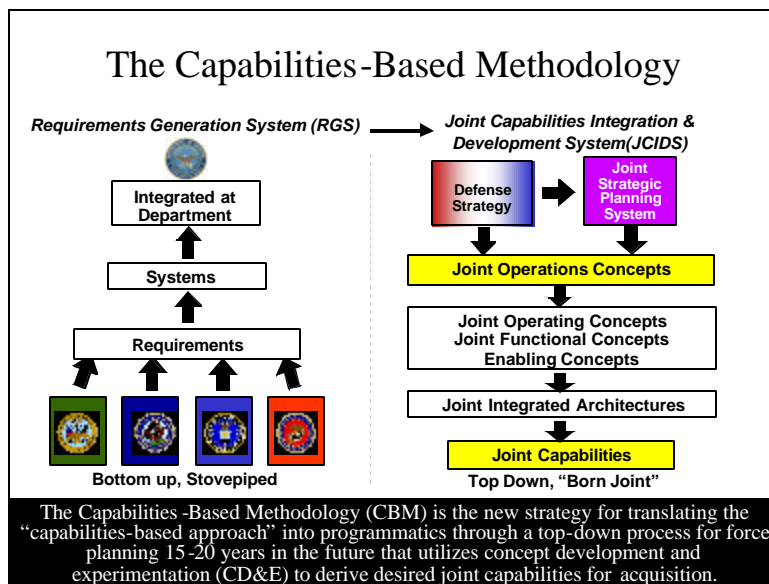 The Capabilities-Based Methodology
Requirements Generation System (RGS)
Integrated at
Department
Systems
Requirements
Bottom up, Stovepiped
Joint Capabilities Integration &
Development System(JCIDS)
Defense
Strategy
Joint
Strategic
Planning
System
Joint Operations Concepts
Joint Operating Concepts
Joint Functional Concepts
Enabling Concepts
Joint Integrated Architectures
Joint Capabilities
Top Down, “Born Joint”
The Capabilities -Based Methodology (CBM) is the new strategy for translating the
“capabilities-based approach” into programmatics through a top-down process for force
planning 15-20 years in the future that utilizes concept development and
experimentation (CD&E) to derive desired joint capabilities for acquisition.